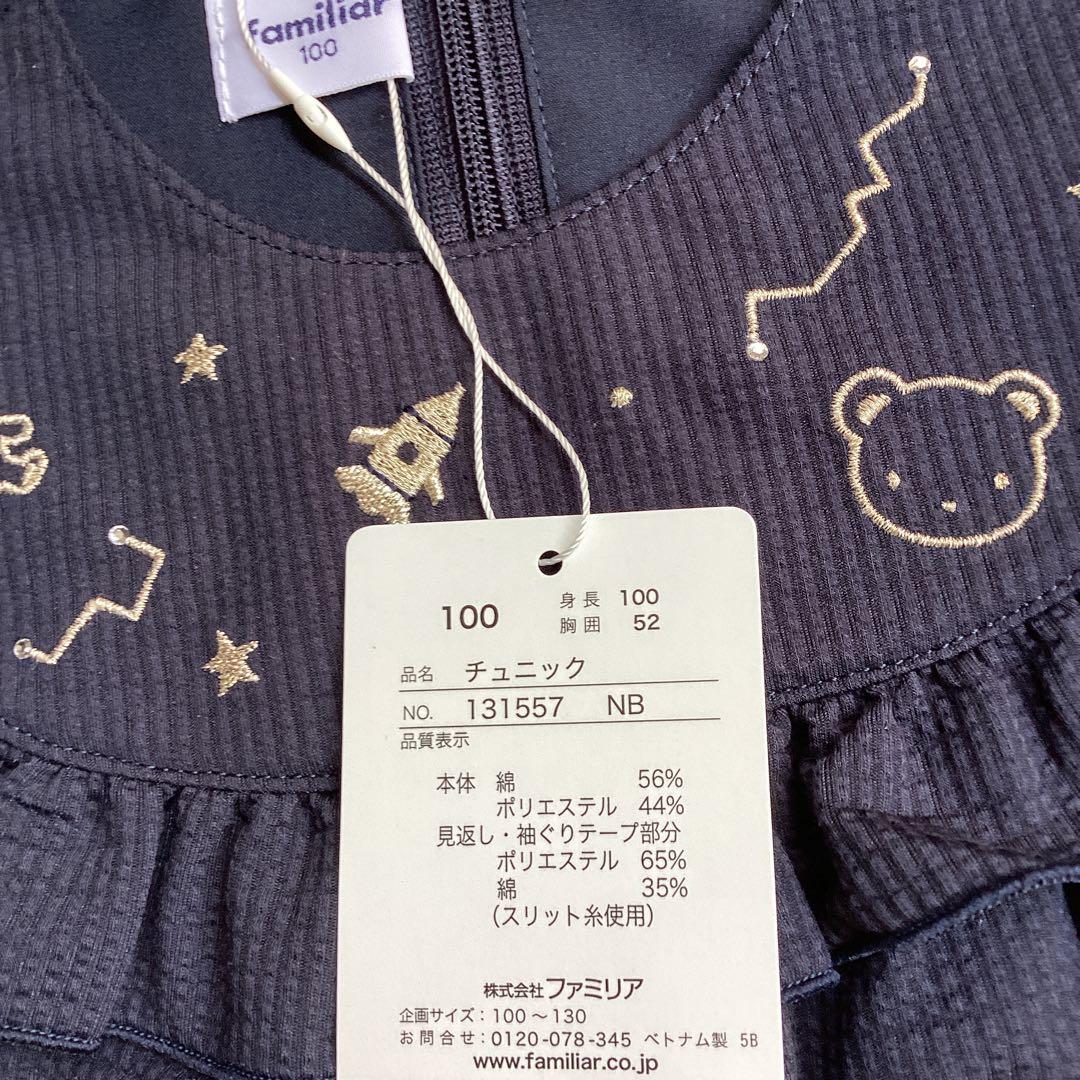 familiar
100
100 身長 100
胸囲 52
品名 チュニック
NO. 131557 NB
品質表示
本体 綿 56%
ポリエステル 44%
見返し・袖ぐりテープ部分
ポリエステル 65%
綿 35%
(スリット糸使用)
株式会社ファミリア
企画サイズ:100～130
お問合せ:0120-078-345 ベトナム製 5B
www.familiar.co.jp